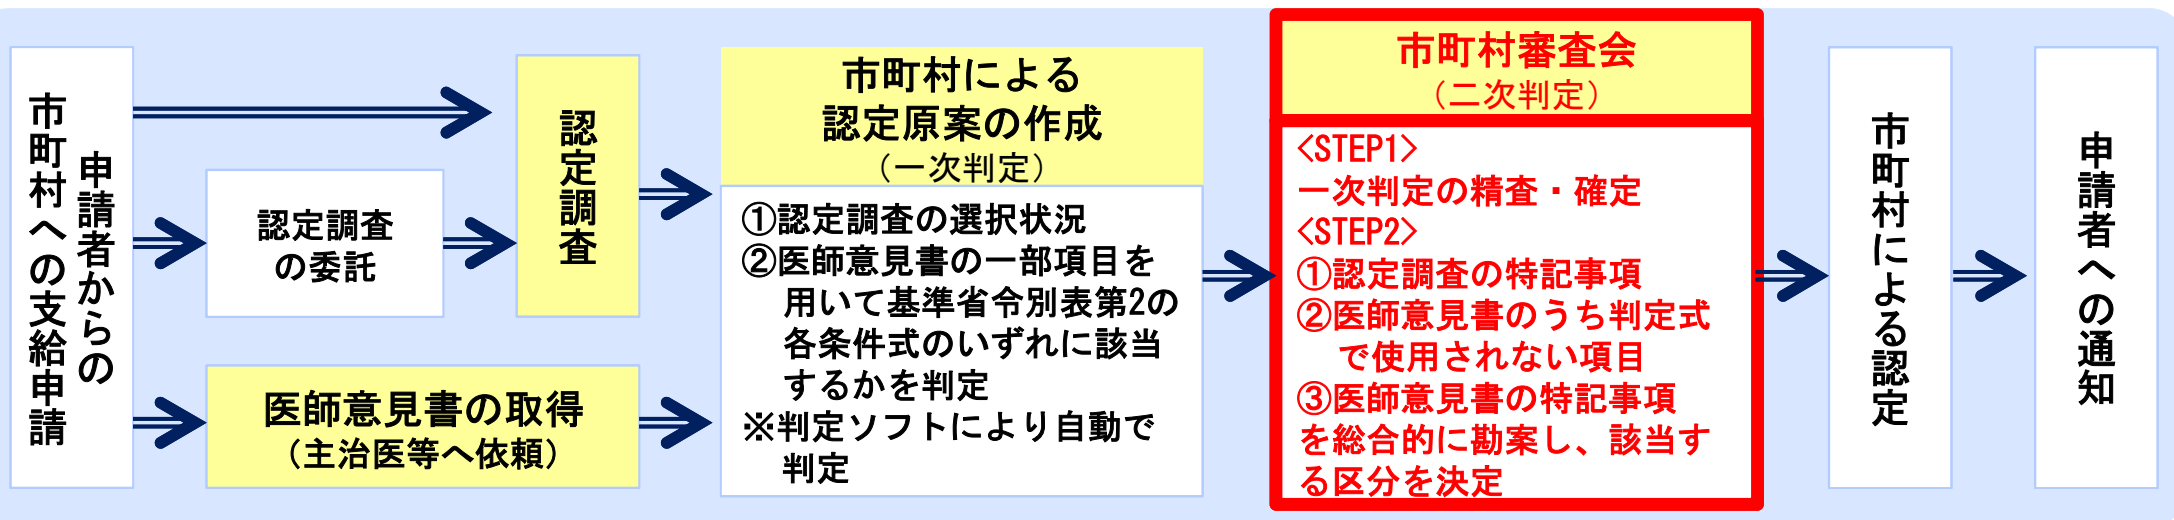 申請者からの
市町村への支給申請
認定調査
の委託
認定調査
医師意見書の取得
（主治医等へ依頼）
市町村による
認定原案の作成
（一次判定）
①認定調査の選択状況
②医師意見書の一部項目を
用いて基準省令別表第2の
各条件式のいずれに該当
するかを判定
※判定ソフトにより自動で
判定
市町村審査会
（二次判定）
<STEP1>
一次判定の精査・確定
<STEP2>
①認定調査の特記事項
②医師意見書のうち判定式
で使用されない項目
③医師意見書の特記事項
を総合的に勘案し、該当す
る区分を決定
市町村による認定
申請者への通知